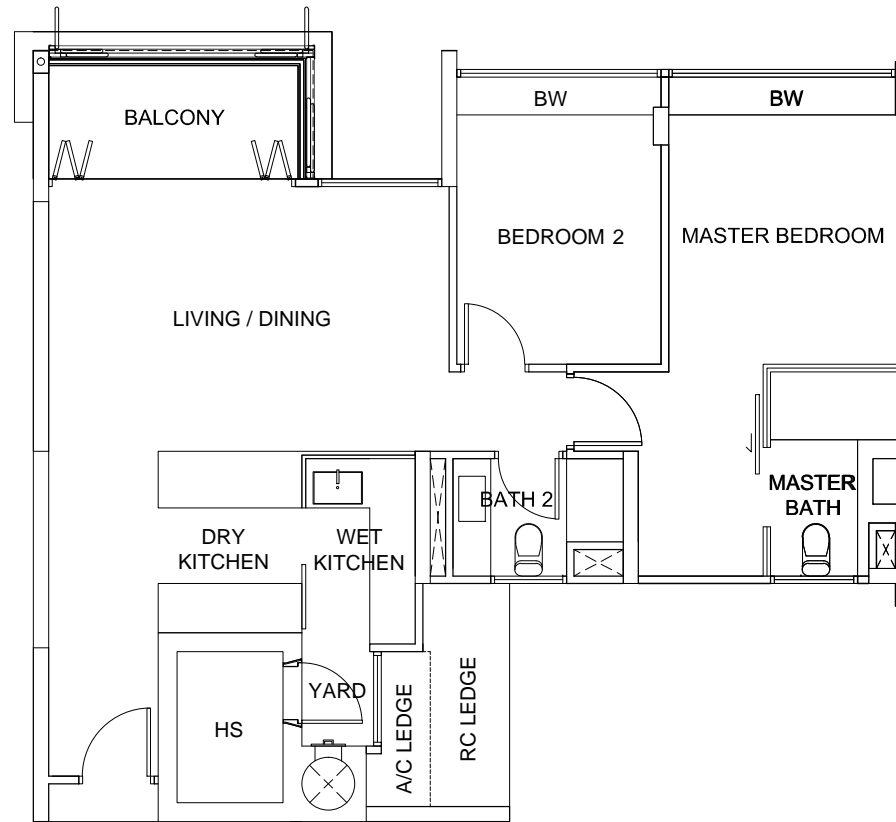 BW
BW
BALCONY
BEDROOM 2
MASTER BEDROOM
LIVING / DINING
MASTER
BATH
BATH 2
DRY
KITCHEN
WET
KITCHEN
YARD
HS
A/C LEDGE
RC LEDGE